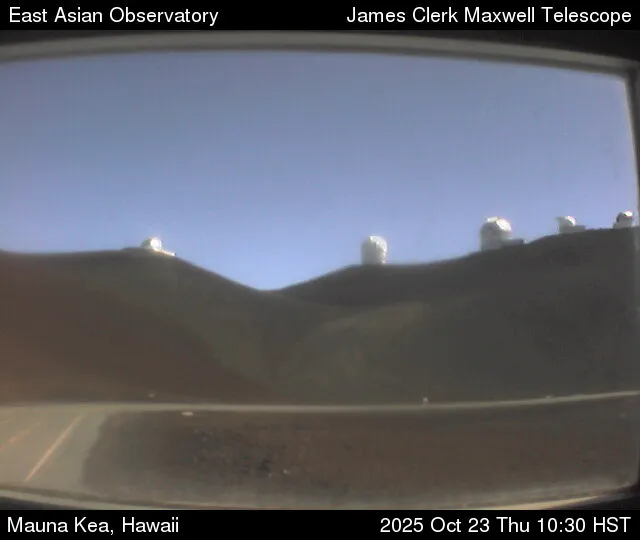 East Asian Observatory
James Clerk Maxwell Telescope
Mauna Kea, Hawaii
2025 Oct 23 Thu 10:30 HST